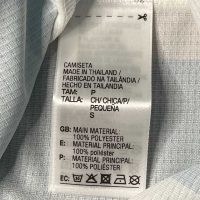 CAMISETA
MADE IN THAILAND /
FABRICADO NA TAILÂNDIA /
HECHO EN TAILANDIA
TAM: P
TALLA: CH/ CHICA/P/
PEQUEÑA
S
GB: MAIN MATERIAL:
100% POLYESTER
E: MATERIAL PRINCIPAL:
100% poliéster
P: MATERIAL PRINCIPAL:
100% poliéster
EC: